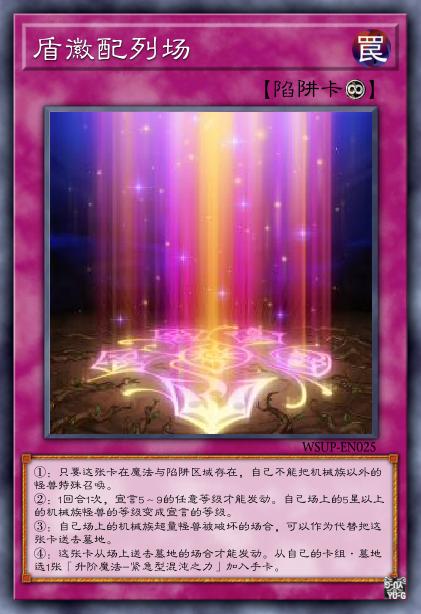 盾徽配列场
罠
【陷阱卡♾】
WSUP-EN025
①：只要这张卡在魔法与陷阱区域存在，自己不能把机械族以外的
怪兽特殊召唤。
②：1回合1次，宣言5～9的任意等级才能发动。自己场上的5星以上
的机械族怪兽的等级变成宣言的等级。
③：自己场上的机械族超量怪兽被破坏的场合，可以作为代替把这
张卡送去墓地。
④：这张卡从场上送去墓地的场合才能发动。从自己的卡组·墓地
选1张「升阶魔法-紧急型混沌之力」加入手卡。